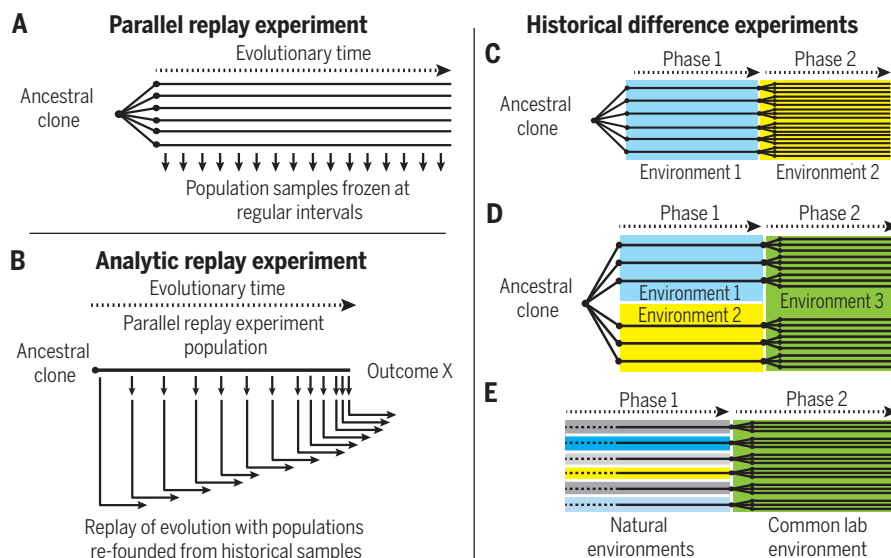 A
Parallel replay experiment
Evolutionary time
Ancestral
clone
Population samples frozen at
regular intervals
B
Analytic replay experiment
Evolutionary time
Parallel replay experiment
population
Ancestral
clone
Outcome X
Replay of evolution with populations
re-founded from historical samples
Historical difference experiments
C
Phase 1
Phase 2
Ancestral
clone
Environment 1
Environment 2
D
Phase 1
Phase 2
Ancestral
clone
Environment 1
Environment 2
Environment 3
E
Phase 1
Phase 2
Natural
environments
Common lab
environment